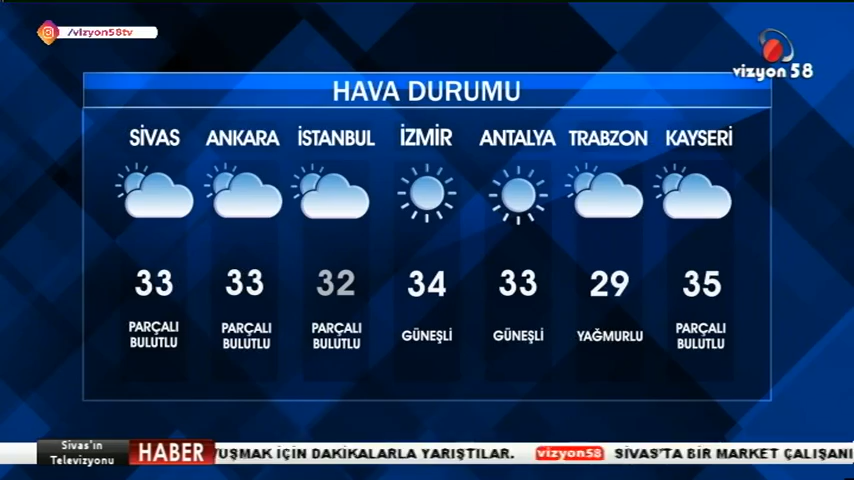 /vizyon58tv
vizyon 58
HAVA DURUMU
SİVAS ANKARA İSTANBUL İZMİR ANTALYA TRABZON KAYSERİ
33 33 32 34 33 29 35
PARÇALI BULUTLU
PARÇALI BULUTLU
PARÇALI BULUTLU
GÜNEŞLİ
GÜNEŞLİ
YAĞMURLU
PARÇALI BULUTLU
Sivas'ın
Televizyonu
HABER
UŞMAK İÇİN DAKİKALARLA YARIŞTILAR. vizyon58 SİVAS'TA BİR MARKET ÇALIŞANI